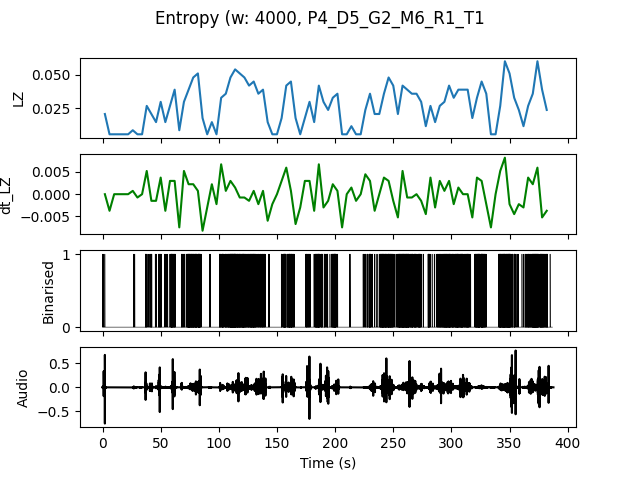 Entropy (w: 4000, P4_D5_G2_M6_R1_T1
0.050
0.025
LZ
0.005
0.000
−0.005
dt_LZ
1
0
Binarised
0.5
0.0
−0.5
Audio
0 50 100 150 200 250 300 350 400
Time (s)